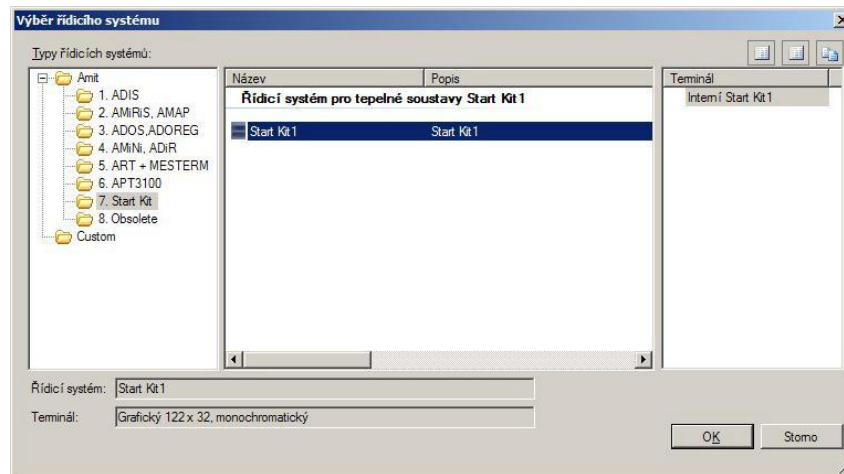 Výběr řídicího systému
Typy řídicích systémů:
Amit
1. ADIS
2. AMiRiS, AMAP
3. ADOS,ADOREG
4. AMiNi, ADiR
5. ART + MESTERM
6. APT3100
7. Start Kit
8. Obsolete
Custom
Název Popis
Řídicí systém pro tepelné soustavy Start Kit1
Start Kit1 Start Kit1
Terminál
Interní Start Kit1
Řídicí systém: Start Kit1
Terminál: Grafický 122 x 32, monochromatický
OK Storno